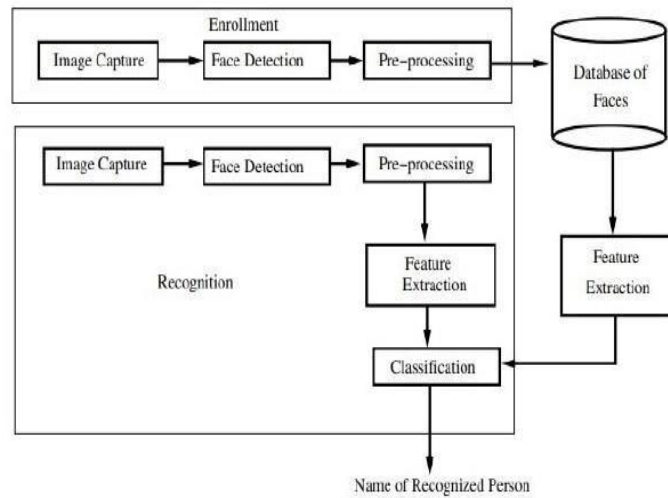 Enrollment
Image Capture
Face Detection
Pre-processing
Database of
Faces
Image Capture
Face Detection
Pre-processing
Feature
Extraction
Feature
Extraction
Recognition
Classification
Name of Recognized Person